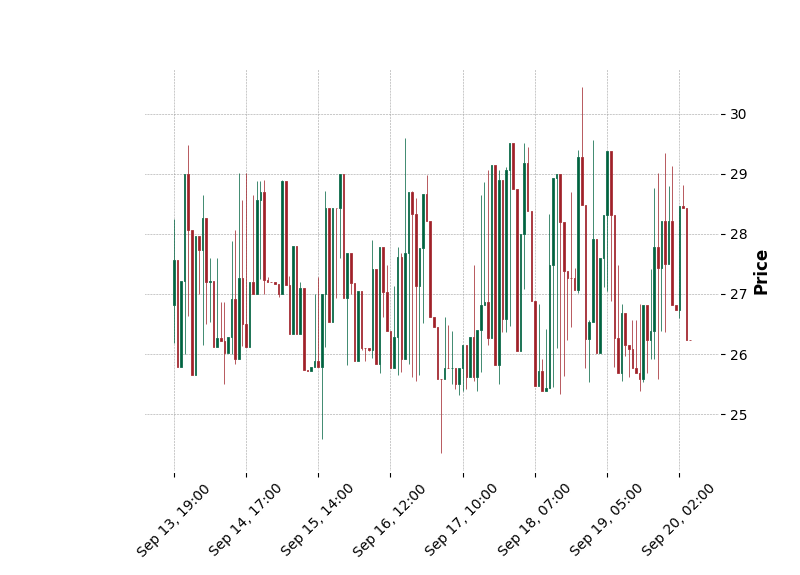 30
29
28
27
26
25
Price
Sep 13, 19:00
Sep 14, 17:00
Sep 15, 14:00
Sep 16, 12:00
Sep 17, 10:00
Sep 18, 07:00
Sep 19, 05:00
Sep 20, 02:00